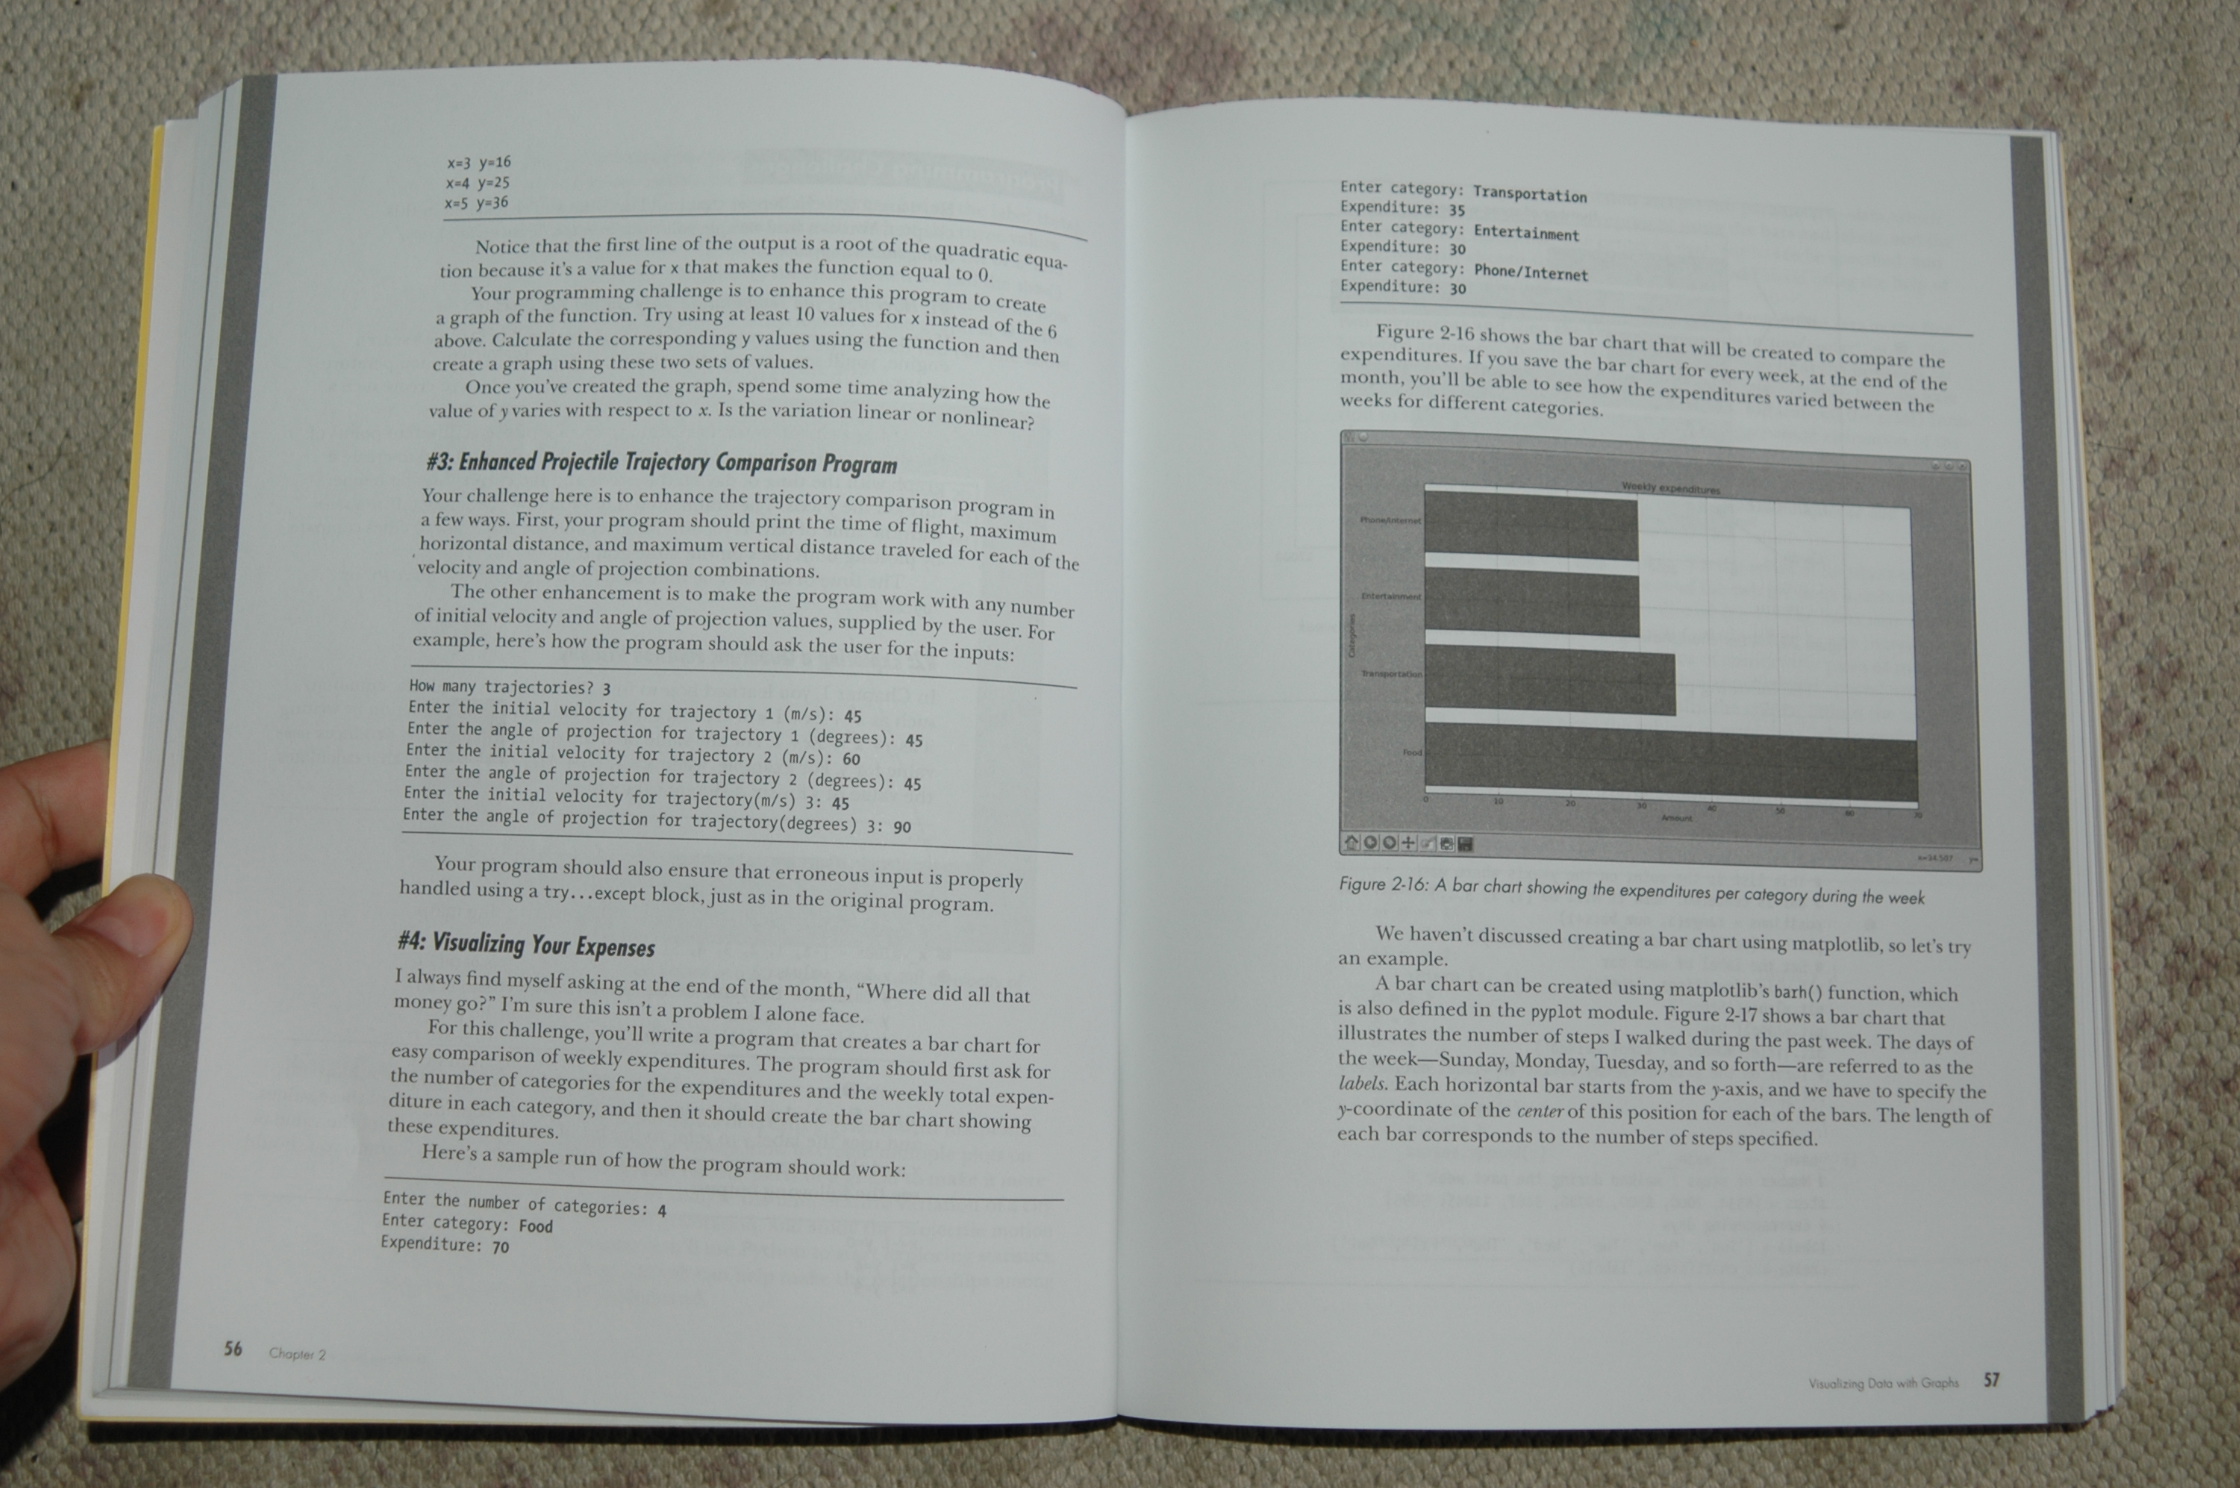 x=3 y=16
x=4 y=25
x=5 y=36
Notice that the first line of the output is a root of the quadratic equa-
tion because it's a value for x that makes the function equal to 0.
Your programming challenge is to enhance this program to create
a graph of the function. Try using at least 10 values for x instead of the 6
above. Calculate the corresponding y values using the function and then
create a graph using these two sets of values.
Once you've created the graph, spend some time analyzing how the
value of y varies with respect to x. Is the variation linear or nonlinear?
#3: Enhanced Projectile Trajectory Comparison Program
Your challenge here is to enhance the trajectory comparison program in
a few ways. First, your program should print the time of flight, maximum
horizontal distance, and maximum vertical distance traveled for each of the
velocity and angle of projection combinations.
The other enhancement is to make the program work with any number
of initial velocity and angle of projection values, supplied by the user. For
example, here's how the program should ask the user for the inputs:
How many trajectories? 3
Enter the initial velocity for trajectory 1 (m/s): 45
Enter the angle of projection for trajectory 1 (degrees): 45
Enter the initial velocity for trajectory 2 (m/s): 60
Enter the angle of projection for trajectory 2 (degrees): 45
Enter the initial velocity for trajectory(m/s) 3: 45
Enter the angle of projection for trajectory(degrees) 3: 90
Your program should also ensure that erroneous input is properly
handled using a try...except block, just as in the original program.
#4: Visualizing Your Expenses
I always find myself asking at the end of the month, “Where did all that
money go?” I'm sure this isn't a problem I alone face.
For this challenge, you'll write a program that creates a bar chart for
easy comparison of weekly expenditures. The program should first ask for
the number of categories for the expenditures and the weekly total expen-
diture in each category, and then it should create the bar chart showing
these expenditures.
Here's a sample run of how the program should work:
Enter the number of categories: 4
Enter category: Food
Expenditure: 70
56 Chapter 2
Enter category: Transportation
Expenditure: 35
Enter category: Entertainment
Expenditure: 30
Enter category: Phone/Internet
Expenditure: 30
Figure 2-16 shows the bar chart that will be created to compare the
expenditures. If you save the bar chart for every week, at the end of the
month, you'll be able to see how the expenditures varied between the
weeks for different categories.
Weekly expenditures
Phone/Internet
Entertainment
Categories
Transportation
Food
0 10 20 30 40 50 60 70
Amount
x=34.507 y=
Figure 2-16: A bar chart showing the expenditures per category during the week
We haven't discussed creating a bar chart using matplotlib, so let's try
an example.
A bar chart can be created using matplotlib's barh() function, which
is also defined in the pyplot module. Figure 2-17 shows a bar chart that
illustrates the number of steps I walked during the past week. The days of
the week—Sunday, Monday, Tuesday, and so forth—are referred to as the
labels. Each horizontal bar starts from the y-axis, and we have to specify the
y-coordinate of the center of this position for each of the bars. The length of
each bar corresponds to the number of steps specified.
Visualizing Data with Graphs 57